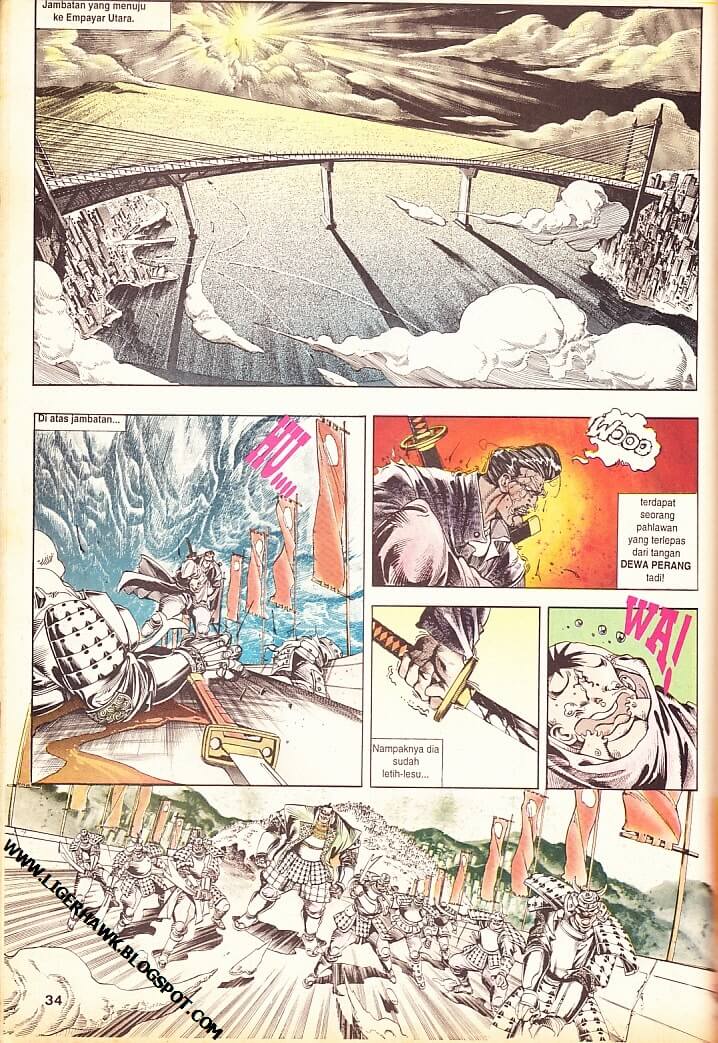 Jambatan yang menuju
ke Empayar Utara.
Di atas jambatan...
HU....
WOOO
terdapat
seorang
pahlawan
yang terlepas
dari tangan
DEWA PERANG
tadi!
Nampaknya dia
sudah
letih-lesu...
WA!
WWW.LIGERHAWK.BLOGSPOT.COM
34